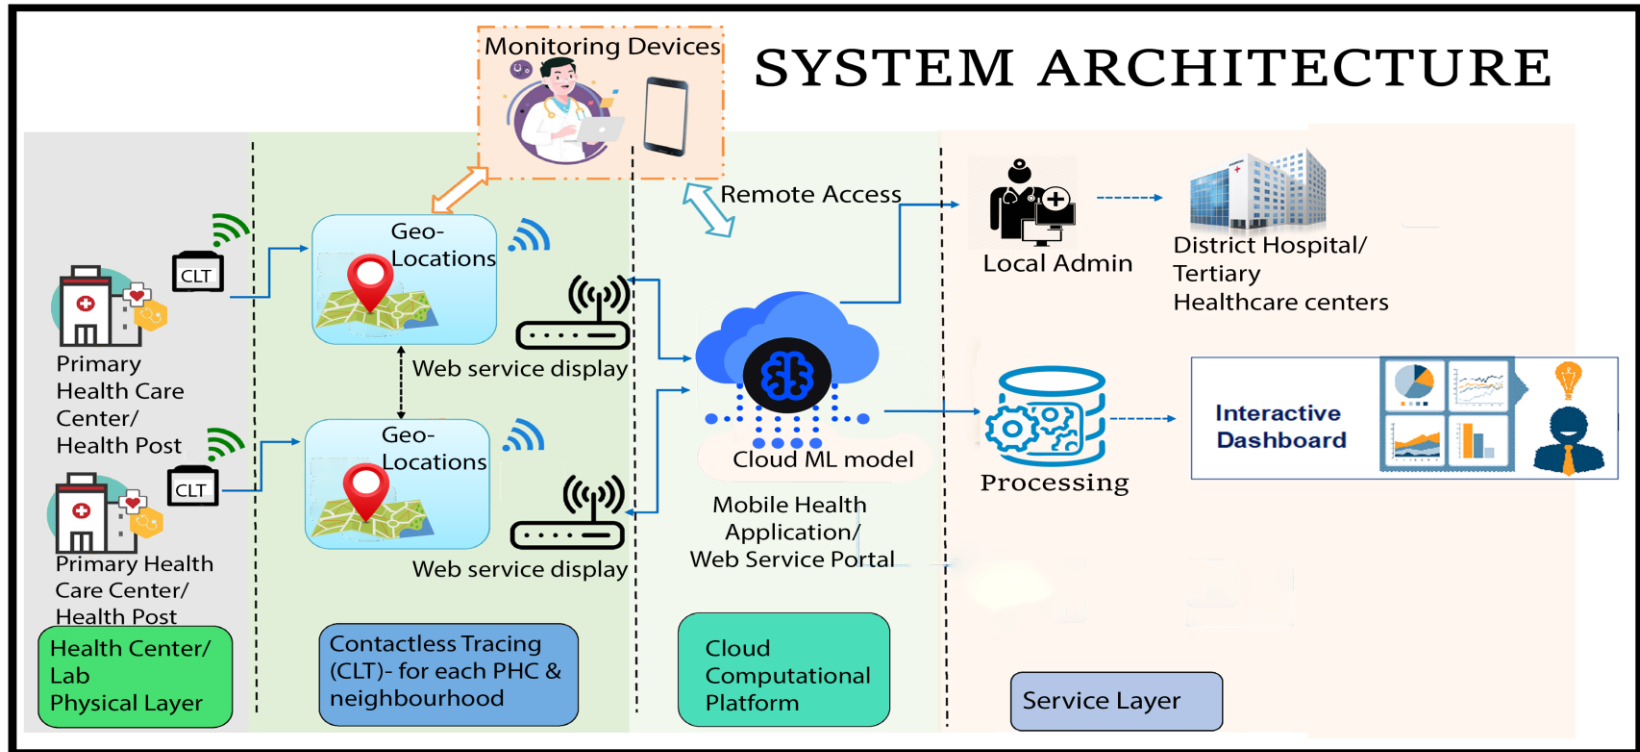 Monitoring Devices
SYSTEM ARCHITECTURE
Remote Access
CLT
Primary
Health Care
Center/
Health Post
CLT
Primary Health
Care Center/
Health Post
Health Center/
Lab
Physical Layer
Geo-
Locations
Web service display
Geo-
Locations
Web service display
Contactless Tracing
(CLT)- for each PHC &
neighbourhood
Cloud ML model
Mobile Health
Application/
Web Service Portal
Cloud
Computational
Platform
Local Admin
District Hospital/
Tertiary
Healthcare centers
Processing
Interactive
Dashboard
Service Layer